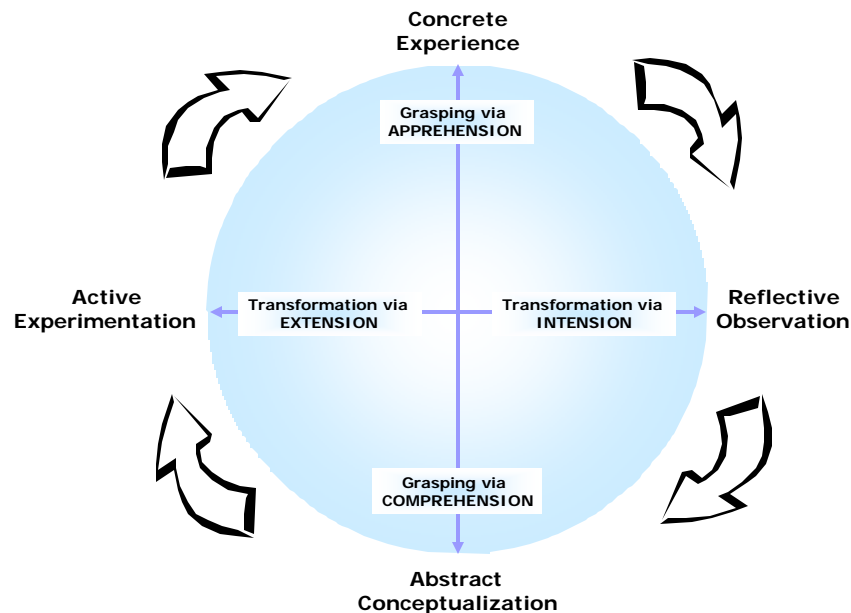 Concrete
Experience
Grasping via
APPREHENSION
Active
Experimentation
Transformation via
EXTENSION
Transformation via
INTENSION
Reflective
Observation
Grasping via
COMPREHENSION
Abstract
Conceptualization